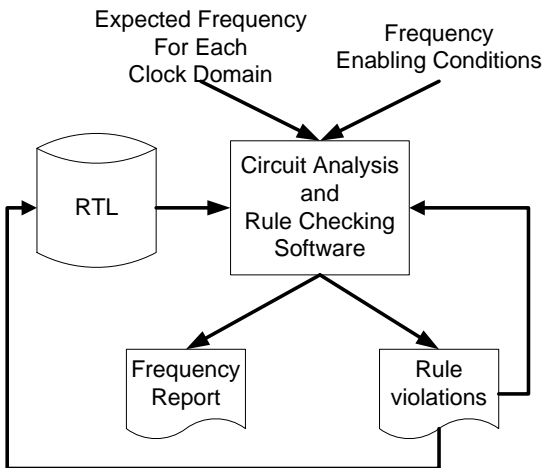 Expected Frequency
For Each
Clock Domain
Frequency
Enabling Conditions
RTL
Circuit Analysis
and
Rule Checking
Software
Frequency
Report
Rule
violations